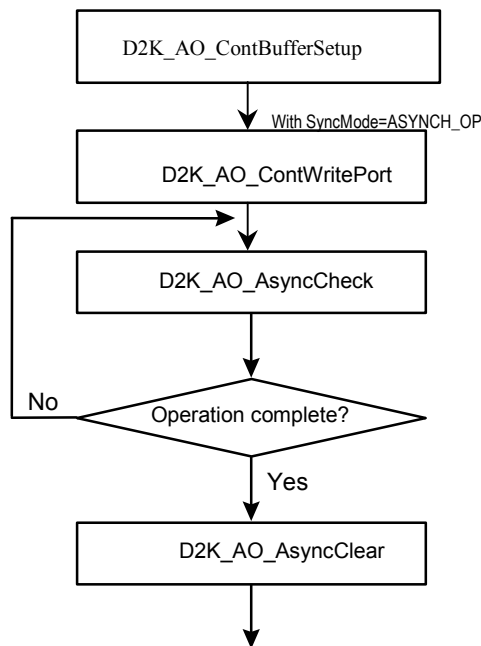 D2K_AO_ContBufferSetup
With SyncMode=ASYNCH_OP
D2K_AO_ContWritePort
D2K_AO_AsyncCheck
No
Operation complete?
Yes
D2K_AO_AsyncClear